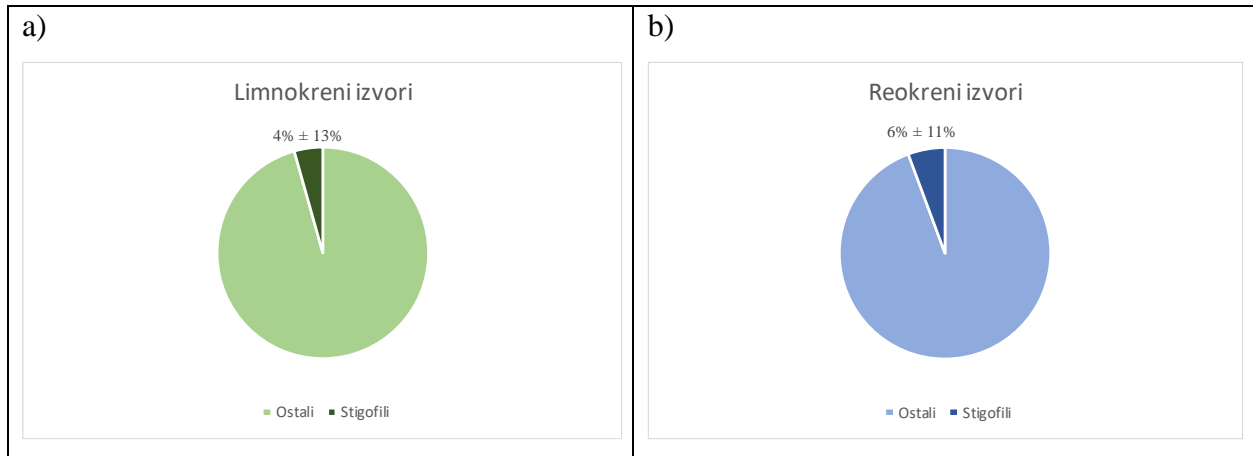 a)
Limnokreni izvori
4% ± 13%
Ostali Stigofili
b)
Reokreni izvori
6% ± 11%
Ostali Stigofili